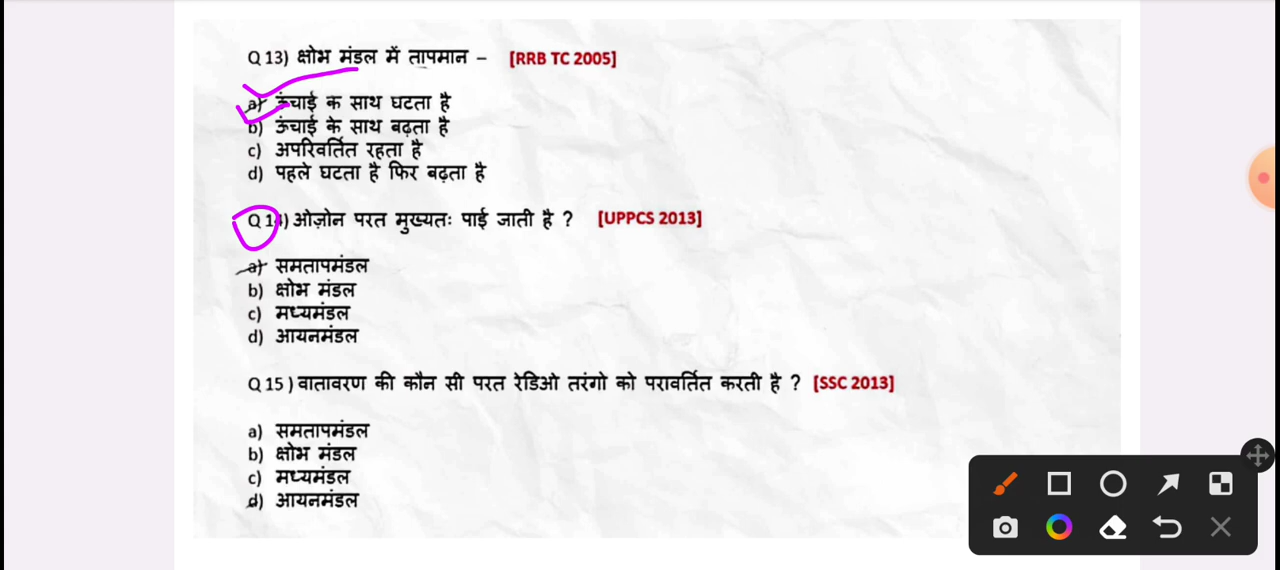 Q 13) क्षोभ मंडल में तापमान – [RRB TC 2005]
a) ऊंचाई क साथ घटता है
b) ऊंचाई के साथ बढ़ता है
c) अपरिवर्तित रहता है
d) पहले घटता है फिर बढ़ता है
Q 14) ओज़ोन परत मुख्यतः पाई जाती है ? [UPPCS 2013]
a) समतापमंडल
b) क्षोभ मंडल
c) मध्यमंडल
d) आयनमंडल
Q 15 ) वातावरण की कौन सी परत रेडिओ तरंगो को परावर्तित करती है ? [SSC 2013]
a) समतापमंडल
b) क्षोभ मंडल
c) मध्यमंडल
d) आयनमंडल